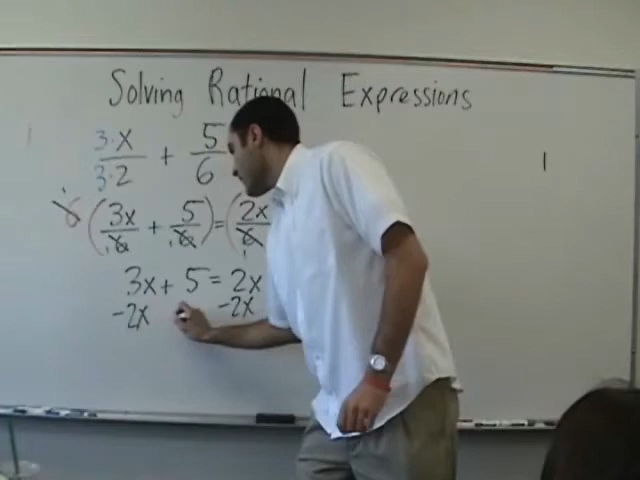 Solving Rational Expressions
3·x/3·2 + 5/6
6 (3x/6 + 5/6) = (2x/6
3x + 5 = 2x
-2x -2x